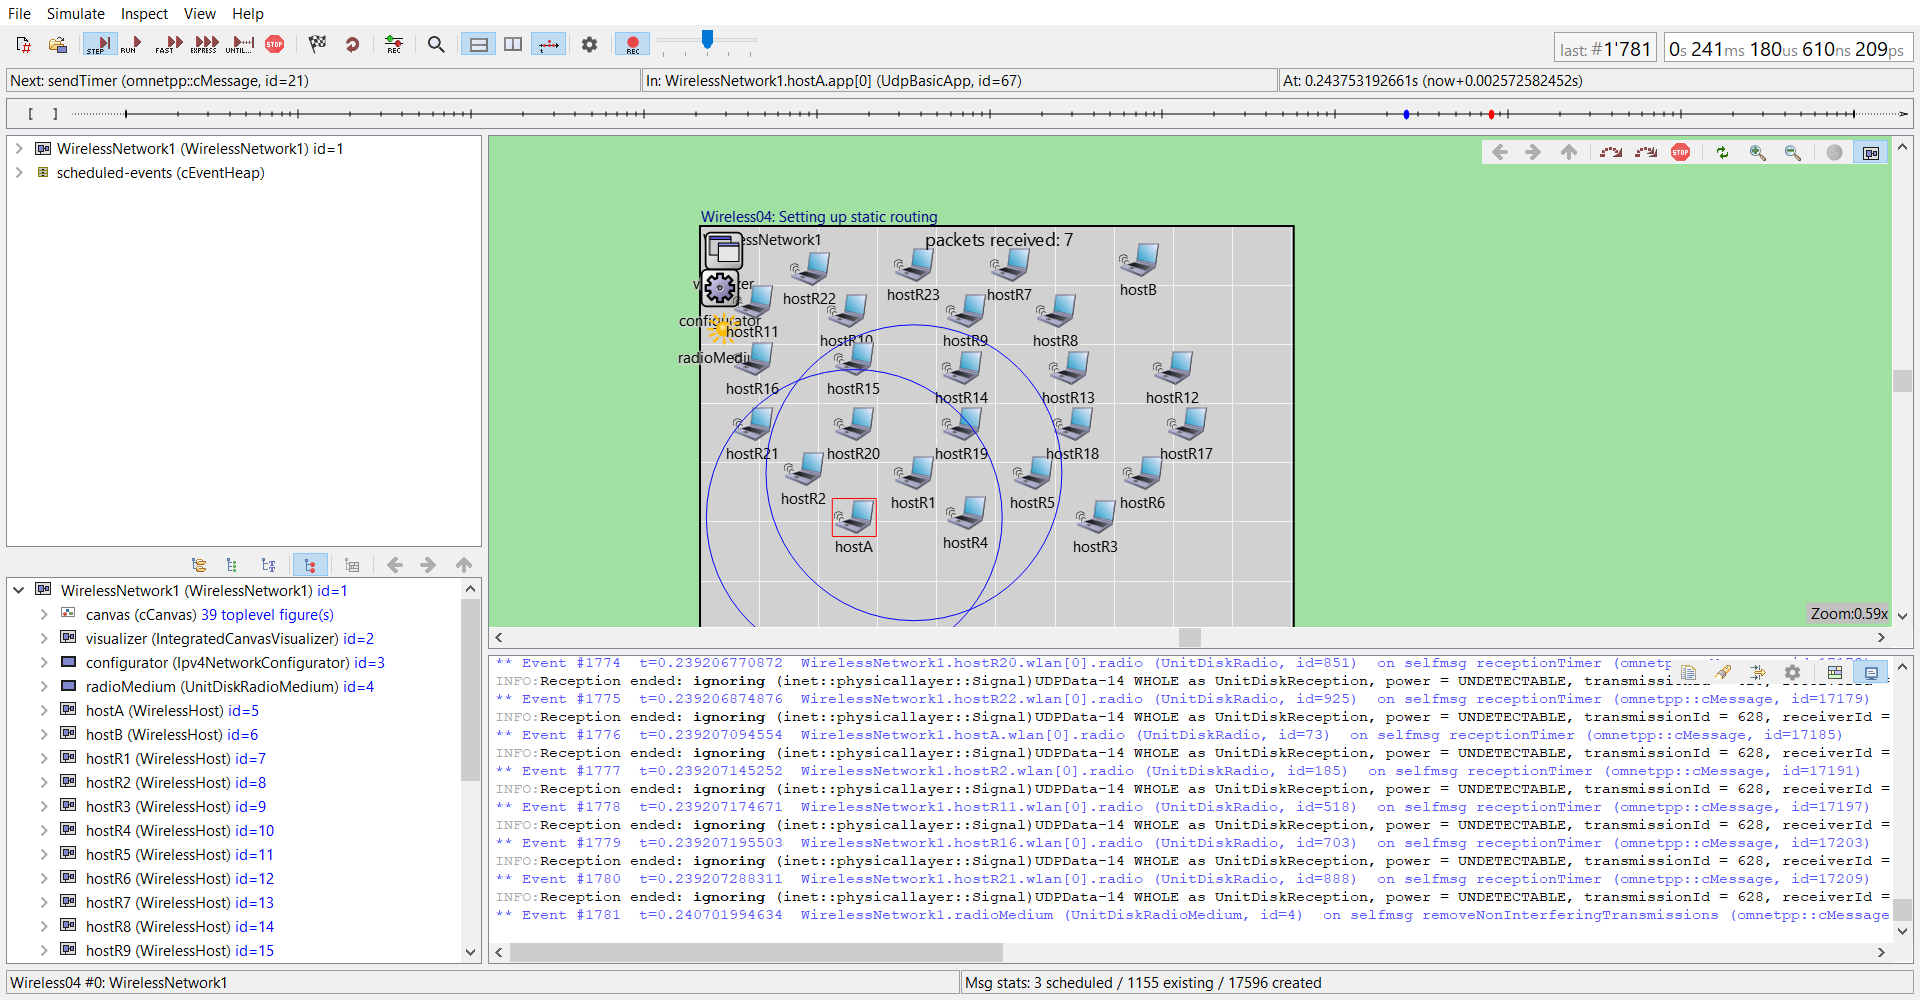 File Simulate Inspect View Help
STEP RUN FAST EXPRESS UNTIL... STOP REC REC last: #1'781 0s 241ms 180us 610ns 209ps
Next: sendTimer (omnetpp::cMessage, id=21) In: WirelessNetwork1.hostA.app[0] (UdpBasicApp, id=67) At: 0.243753192661s (now+0.002572582452s)
[ ]
WirelessNetwork1 (WirelessNetwork1) id=1
scheduled-events (cEventHeap)
STOP
Wireless04: Setting up static routing
packets received: 7
hostR22
hostR23
hostR7
hostB
configurator
hostR11
hostR10
hostR9
hostR8
hostR16
hostR15
hostR14
hostR13
hostR12
hostR21
hostR20
hostR19
hostR18
hostR17
hostR2
hostR1
hostR5
hostR6
hostA
hostR4
hostR3
Zoom:0.59x
WirelessNetwork1 (WirelessNetwork1) id=1
canvas (cCanvas) 39 toplevel figure(s)
visualizer (IntegratedCanvasVisualizer) id=2
configurator (Ipv4NetworkConfigurator) id=3
radioMedium (UnitDiskRadioMedium) id=4
hostA (WirelessHost) id=5
hostB (WirelessHost) id=6
hostR1 (WirelessHost) id=7
hostR2 (WirelessHost) id=8
hostR3 (WirelessHost) id=9
hostR4 (WirelessHost) id=10
hostR5 (WirelessHost) id=11
hostR6 (WirelessHost) id=12
hostR7 (WirelessHost) id=13
hostR8 (WirelessHost) id=14
hostR9 (WirelessHost) id=15
** Event #1774 t=0.239206770872 WirelessNetwork1.hostR20.wlan[0].radio (UnitDiskRadio, id=851) on selfmsg receptionTimer
INFO:Reception ended: ignoring (inet::physicallayer::Signal)UDPData-14 WHOLE as UnitDiskReception, power = UNDETECTABLE,
** Event #1775 t=0.239206874876 WirelessNetwork1.hostR22.wlan[0].radio (UnitDiskRadio, id=925) on selfmsg receptionTimer (omnetpp::cMessage, id=17179)
INFO:Reception ended: ignoring (inet::physicallayer::Signal)UDPData-14 WHOLE as UnitDiskReception, power = UNDETECTABLE, transmissionId = 628, receiverId =
** Event #1776 t=0.239207094554 WirelessNetwork1.hostA.wlan[0].radio (UnitDiskRadio, id=73) on selfmsg receptionTimer (omnetpp::cMessage, id=17185)
INFO:Reception ended: ignoring (inet::physicallayer::Signal)UDPData-14 WHOLE as UnitDiskReception, power = UNDETECTABLE, transmissionId = 628, receiverId =
** Event #1777 t=0.239207145252 WirelessNetwork1.hostR2.wlan[0].radio (UnitDiskRadio, id=185) on selfmsg receptionTimer (omnetpp::cMessage, id=17191)
INFO:Reception ended: ignoring (inet::physicallayer::Signal)UDPData-14 WHOLE as UnitDiskReception, power = UNDETECTABLE, transmissionId = 628, receiverId =
** Event #1778 t=0.239207174671 WirelessNetwork1.hostR11.wlan[0].radio (UnitDiskRadio, id=518) on selfmsg receptionTimer (omnetpp::cMessage, id=17197)
INFO:Reception ended: ignoring (inet::physicallayer::Signal)UDPData-14 WHOLE as UnitDiskReception, power = UNDETECTABLE, transmissionId = 628, receiverId =
** Event #1779 t=0.239207195503 WirelessNetwork1.hostR16.wlan[0].radio (UnitDiskRadio, id=703) on selfmsg receptionTimer (omnetpp::cMessage, id=17203)
INFO:Reception ended: ignoring (inet::physicallayer::Signal)UDPData-14 WHOLE as UnitDiskReception, power = UNDETECTABLE, transmissionId = 628, receiverId =
** Event #1780 t=0.239207288311 WirelessNetwork1.hostR21.wlan[0].radio (UnitDiskRadio, id=888) on selfmsg receptionTimer (omnetpp::cMessage, id=17209)
INFO:Reception ended: ignoring (inet::physicallayer::Signal)UDPData-14 WHOLE as UnitDiskReception, power = UNDETECTABLE, transmissionId = 628, receiverId =
** Event #1781 t=0.240701994634 WirelessNetwork1.radioMedium (UnitDiskRadioMedium, id=4) on selfmsg removeNonInterferingTransmissions (omnetpp::cMessage
Wireless04 #0: WirelessNetwork1 Msg stats: 3 scheduled / 1155 existing / 17596 created